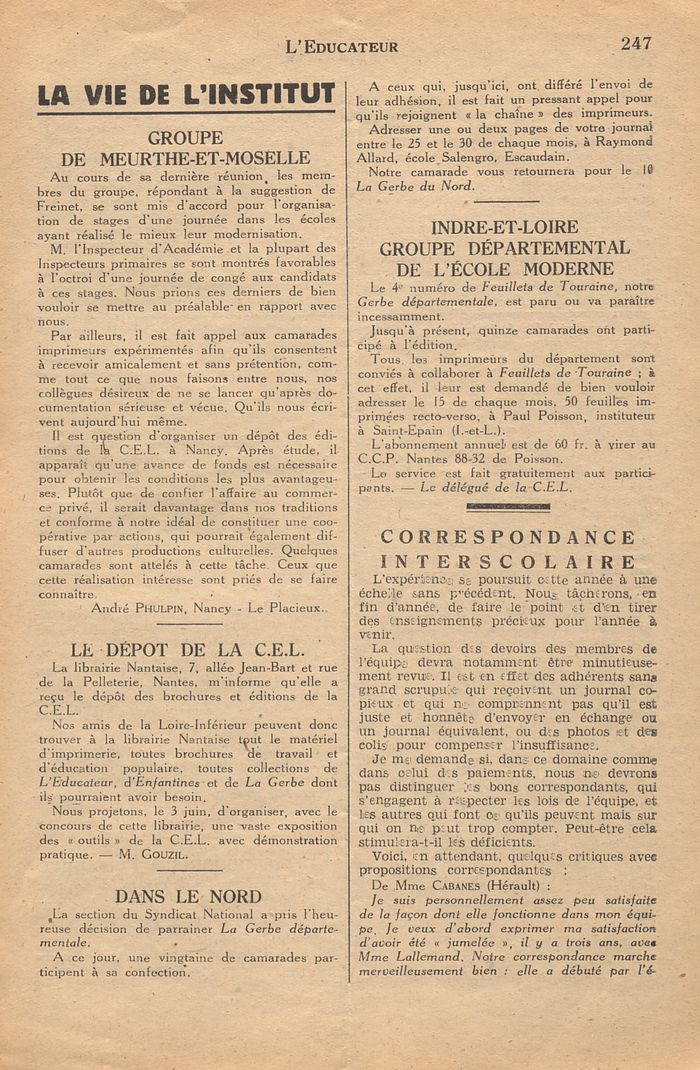 L'EDUCATEUR
247
LA VIE DE L'INSTITUT
GROUPE
DE MEURTHE-ET-MOSELLE
Au cours de sa dernière réunion, les mem-
bres du groupe, répondant à la suggestion de
Freinet, se sont mis d'accord pour l'organisa-
tion de stages d'une journée dans les écoles
ayant réalisé le mieux leur modernisation.
M. l'Inspecteur d'Académie et la plupart des
Inspecteurs primaires se sont montrés favorables
à l'octroi d'une journée de congé aux candidats
à ces stages. Nous prions ces derniers de bien
vouloir se mettre au préalable en rapport avec
nous.
Par ailleurs, il est fait appel aux camarades
imprimeurs expérimentés afin qu'ils consentent
à recevoir amicalement et sans prétention, com-
me tout ce que nous faisons entre nous, nos
collègues désireux de ne se lancer qu'après do-
cumentation sérieuse et vécue. Qu'ils nous écri-
vent aujourd'hui même.
Il est question d'organiser un dépôt des édi-
tions de la C.E.L. à Nancy. Après étude, il
apparaît qu'une avance de fonds est nécessaire
pour obtenir les conditions les plus avantageu-
ses. Plutôt que de confier l'affaire au commer-
ce privé, il serait davantage dans nos traditions
et conforme à notre idéal de constituer une coo-
pérative par actions, qui pourrait également dif-
fuser d'autres productions culturelles. Quelques
camarades sont attelés à cette tâche. Ceux que
cette réalisation intéresse sont priés de se faire
connaître.
André PHULPIN, Nancy - Le Placieux.
LE DÉPOT DE LA C.E.L.
La librairie Nantaise, 7, allée Jean-Bart et rue
de la Pelleterie, Nantes, m'informe qu'elle a
reçu le dépôt des brochures et éditions de la
C.E.L.
Nos amis de la Loire-Inférieur peuvent donc
trouver à la librairie Nantaise tout le matériel
d'imprimerie, toutes brochures de travail et
d'éducation populaire, toutes collections de
L'Educateur, d'Enfantines et de La Gerbe dont
ils pourraient avoir besoin.
Nous projetons, le 3 juin, d'organiser, avec le
concours de cette librairie, une vaste exposition
des « outils » de la C.E.L. avec démonstration
pratique. — M. GOUZIL.
DANS LE NORD
La section du Syndicat National a pris l'heu-
reuse décision de parrainer La Gerbe départe-
mentale.
A ce jour, une vingtaine de camarades par-
ticipent à sa confection.
A ceux qui, jusqu'ici, ont différé l'envoi de
leur adhésion, il est fait un pressant appel pour
qu'ils rejoignent « la chaîne » des imprimeurs.
Adresser une ou deux pages de votre journal
entre le 25 et le 30 de chaque mois, à Raymond
Allard, école Salengro, Escaudain.
Notre camarade vous retournera pour le 10
La Gerbe du Nord.
INDRE-ET-LOIRE
GROUPE DÉPARTEMENTAL
DE L'ÉCOLE MODERNE
Le 4e numéro de Feuillets de Touraine, notre
Gerbe départementale, est paru ou va paraître
incessamment.
Jusqu'à présent, quinze camarades ont parti-
cipé à l'édition.
Tous les imprimeurs du département sont
conviés à collaborer à Feuillets de Touraine ; à
cet effet, il leur est demandé de bien vouloir
adresser le 15 de chaque mois, 50 feuilles im-
primées recto-verso, à Paul Poisson, instituteur
à Saint-Epain (I.-et-L.).
L'abonnement annuel est de 60 fr. à virer au
C.C.P. Nantes 88-32 de Poisson.
Le service est fait gratuitement aux partici-
pants. — Le délégué de la C.E.L.
CORRESPONDANCE
INTERSCOLAIRE
L'expérience se poursuit cette année à une
échelle sans précédent. Nous tâcherons, en
fin d'année, de faire le point et d'en tirer
des enseignements précieux pour l'année à
venir.
La question des devoirs des membres de
l'équipe devra notamment être minutieuse-
ment revue. Il est en effet des adhérents sans
grand scrupule qui reçoivent un journal co-
pieux et qui ne comprennent pas qu'il est
juste et honnête d'envoyer en échange ou
un journal équivalent, ou des photos et des
colis pour compenser l'insuffisance.
Je me demande si, dans ce domaine comme
dans celui des paiements, nous ne devrons
pas distinguer les bons correspondants, qui
s'engagent à respecter les lois de l'équipe, et
les autres qui font ce qu'ils peuvent mais sur
qui on ne peut trop compter. Peut-être cela
stimulera-t-il les déficients.
Voici, en attendant, quelques critiques avec
propositions correspondantes :
De Mme CABANES (Hérault) :
Je suis personnellement assez peu satisfaite
de la façon dont elle fonctionne dans mon équi-
pe. Je veux d'abord exprimer ma satisfaction
d'avoir été « jumelée », il y a trois ans, avec
Mme Lallemand. Notre correspondance marche
merveilleusement bien : elle a débuté par l'é-